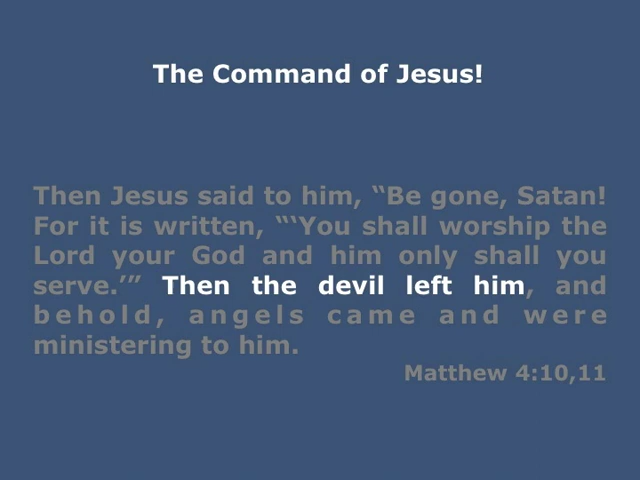 The Command of Jesus!
Then Jesus said to him, “Be gone, Satan!
For it is written, “‘You shall worship the
Lord your God and him only shall you
serve.’” Then the devil left him, and
behold, angels came and were
ministering to him.
Matthew 4:10,11